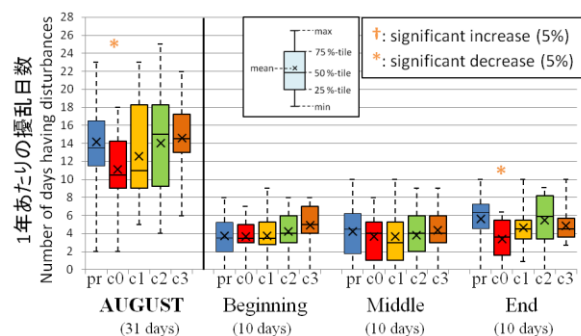 1年あたりの擾乱日数
Number of days having disturbances
28
26
24
22
20
18
16
14
12
10
8
6
4
2
0
*
max
75 %-tile
mean
50 %-tile
25 %-tile
min
†: significant increase (5%)
*: significant decrease (5%)
*
pr c0 c1 c2 c3
pr c0 c1 c2 c3
pr c0 c1 c2 c3
pr c0 c1 c2 c3
AUGUST
Beginning
Middle
End
(31 days)
(10 days)
(10 days)
(10 days)